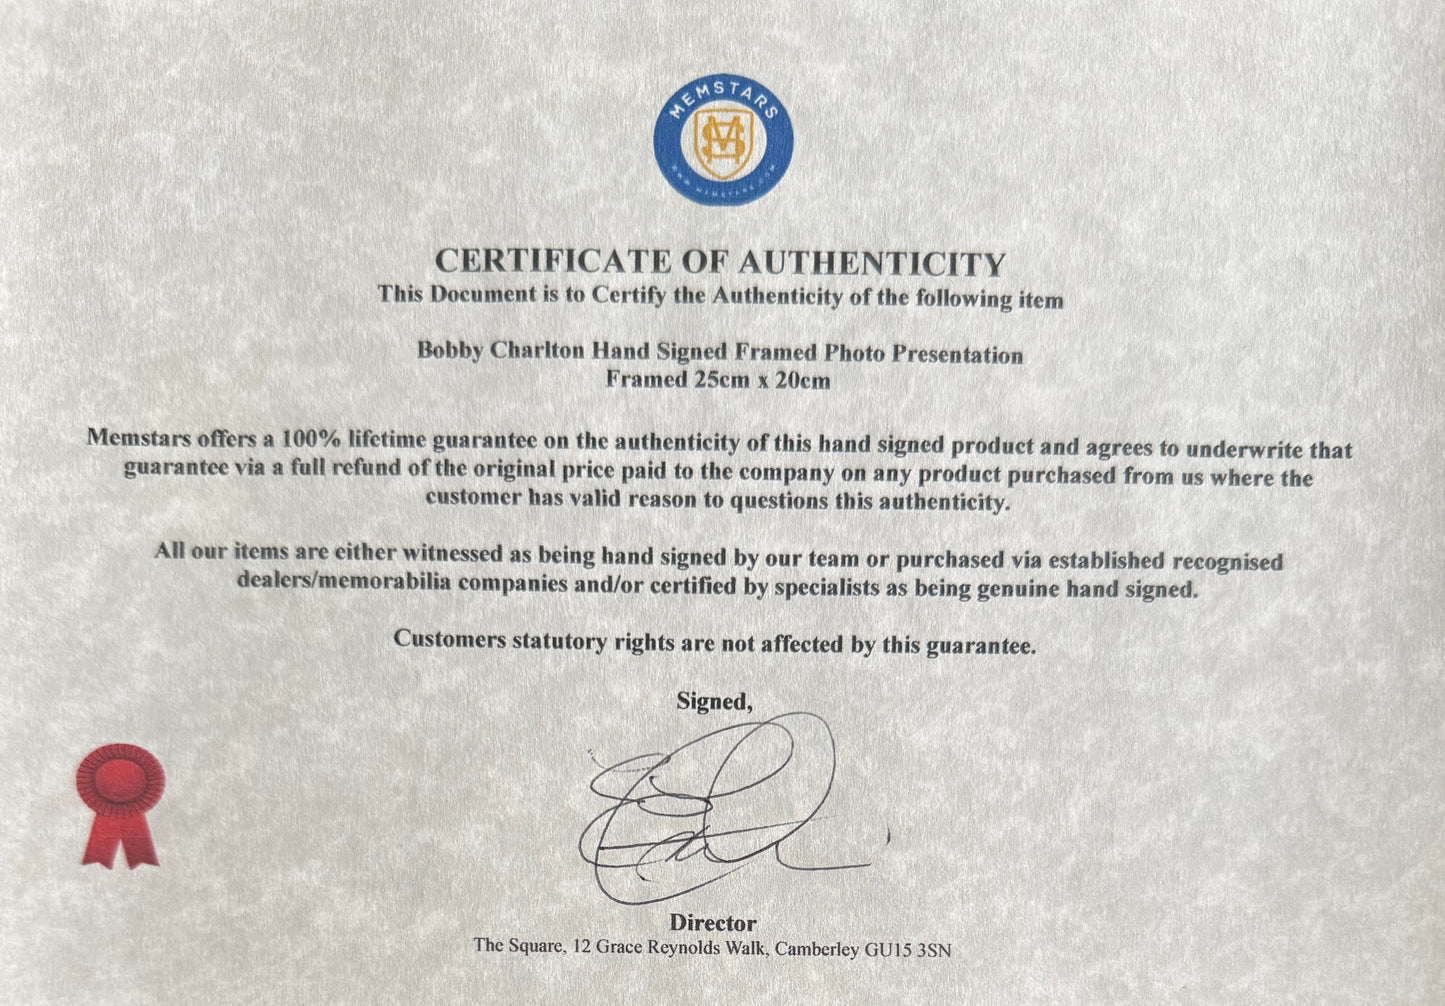 MEMSTARS
WWW.MEMSTARS.COM
CERTIFICATE OF AUTHENTICITY
This Document is to Certify the Authenticity of the following item
Bobby Charlton Hand Signed Framed Photo Presentation
Framed 25cm x 20cm
Memstars offers a 100% lifetime guarantee on the authenticity of this hand signed product and agrees to underwrite that
guarantee via a full refund of the original price paid to the company on any product purchased from us where the
customer has valid reason to questions this authenticity.
All our items are either witnessed as being hand signed by our team or purchased via established recognised
dealers/memorabilia companies and/or certified by specialists as being genuine hand signed.
Customers statutory rights are not affected by this guarantee.
Signed,
Director
The Square, 12 Grace Reynolds Walk, Camberley GU15 3SN